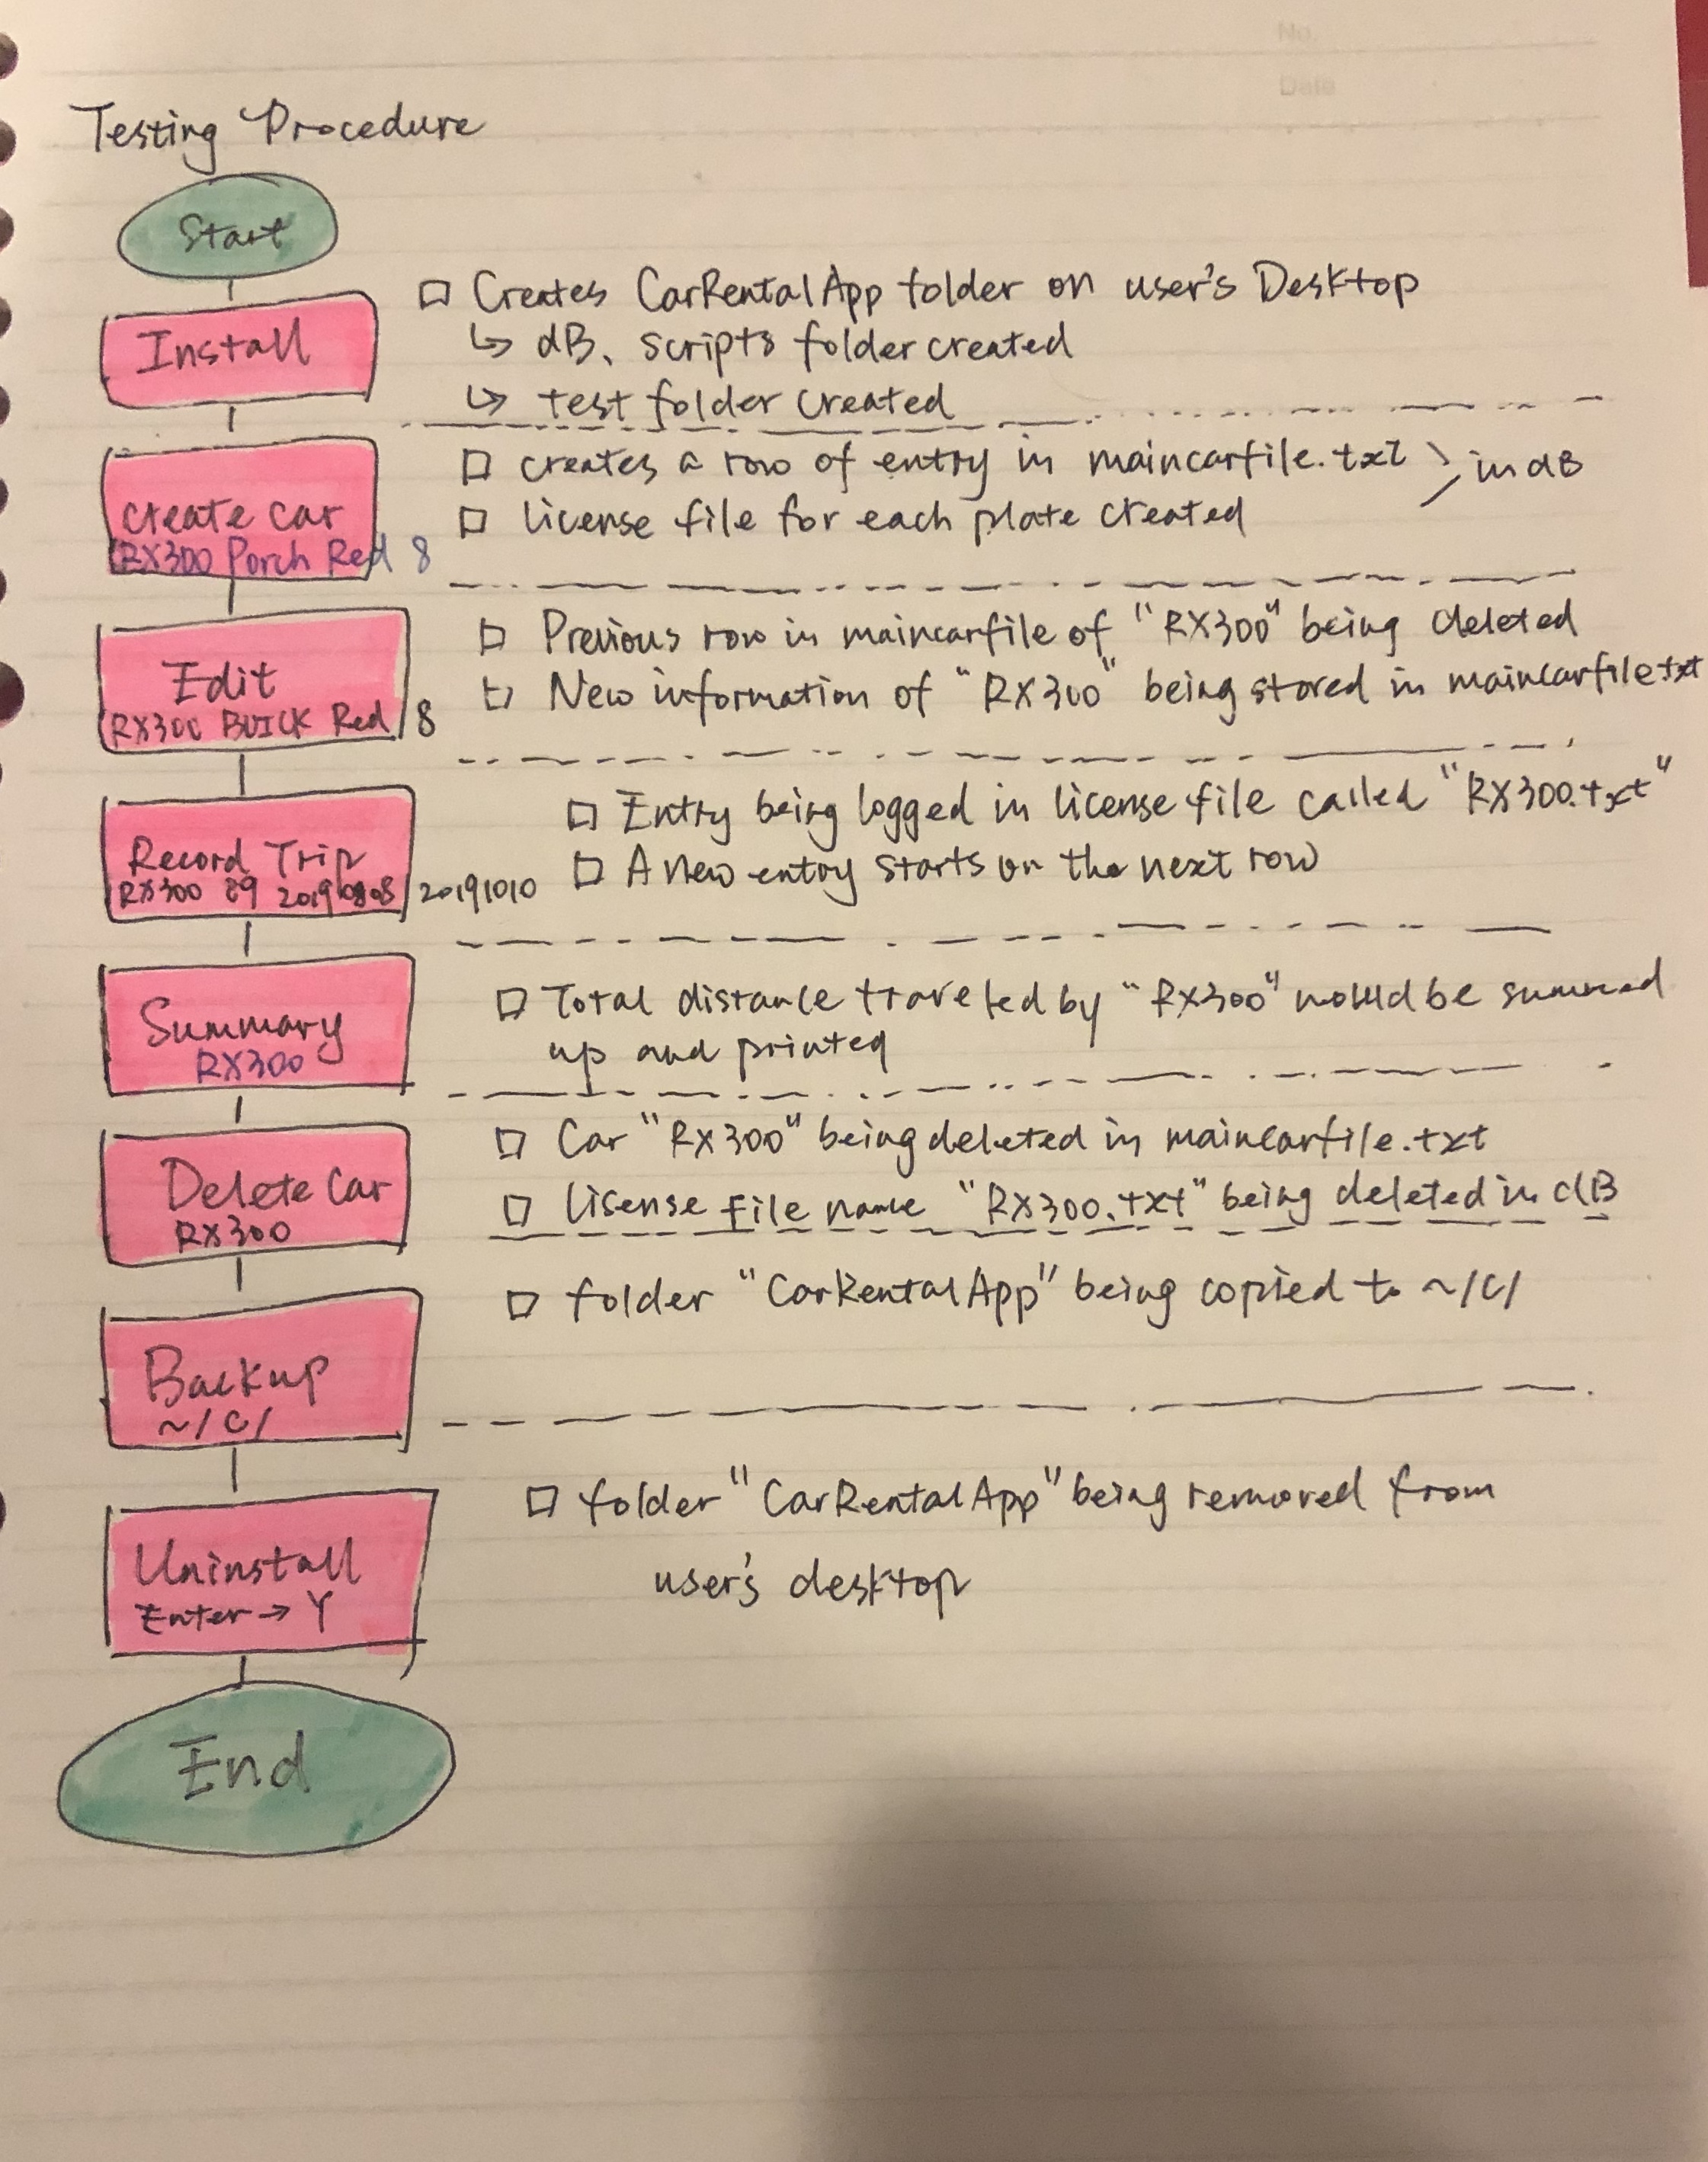 No.
Date
Testing Procedure
Start
Install
□ Creates CarRentalApp folder on user's Desktop
↳ dB, scripts folder created
↳ test folder created
Create car
RX300 Porch Red 8
□ creates a row of entry in maincarfile.txt > in dB
□ license file for each plate created
Edit
RX300 BUICK Red 8
□ Previous row in maincarfile of "RX300" being deleted
□ New information of "RX300" being stored in maincarfile.txt
Record Trip
RX300 89 20190808 20191010
□ Entry being logged in license file called "RX300.txt"
□ A new entry starts on the next row
Summary
RX300
□ Total distance traveled by "RX300" would be summed
up and printed
Delete Car
RX300
□ Car "RX300" being deleted in maincarfile.txt
□ lisense File name "RX300.txt" being deleted in dB
Backup
~/C/
□ folder "CarRentalApp" being copied to ~/C/
Uninstall
Enter → Y
□ folder "CarRentalApp" being removed from
user's desktop
End